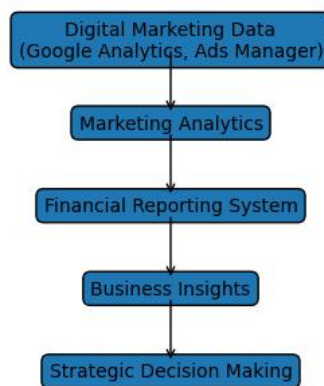 Digital Marketing Data
(Google Analytics, Ads Manager)
Marketing Analytics
Financial Reporting System
Business Insights
Strategic Decision Making